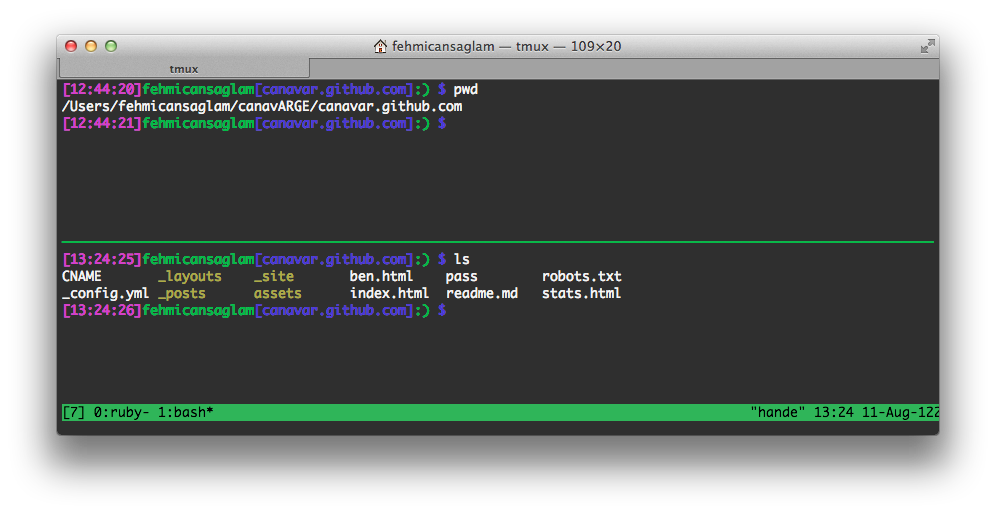 fehmicansaglam — tmux — 109×20
tmux
[12:44:20]fehmicansaglam[canavar.github.com]:) $ pwd
/Users/fehmicansaglam/canavARGE/canavar.github.com
[12:44:21]fehmicansaglam[canavar.github.com]:) $
[13:24:25]fehmicansaglam[canavar.github.com]:) $ ls
CNAME _layouts _site ben.html pass robots.txt
_config.yml _posts assets index.html readme.md stats.html
[13:24:26]fehmicansaglam[canavar.github.com]:) $
[7] 0:ruby- 1:bash* "hande" 13:24 11-Aug-122